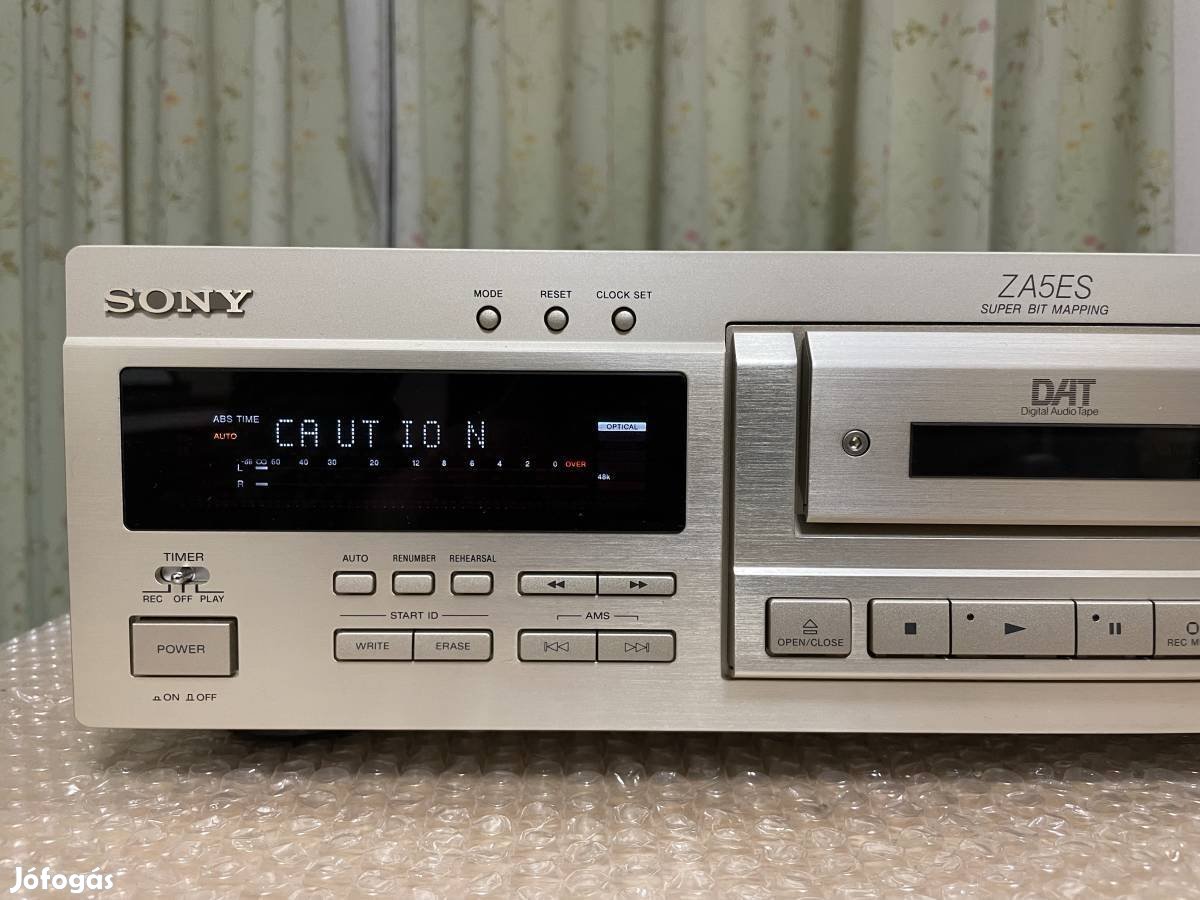 SONY
MODE RESET CLOCK SET
ZA5ES
SUPER BIT MAPPING
ABS TIME
AUTO
CAUTION
OPTICAL
-dB ∞ 60 40 30 20 12 8 6 4 2 0 OVER
L
R
48k
DAT
Digital Audio Tape
TIMER
REC OFF PLAY
AUTO RENUMBER REHEARSAL
START ID
AMS
WRITE ERASE
POWER
ON OFF
OPEN/CLOSE
REC M
Jófogás